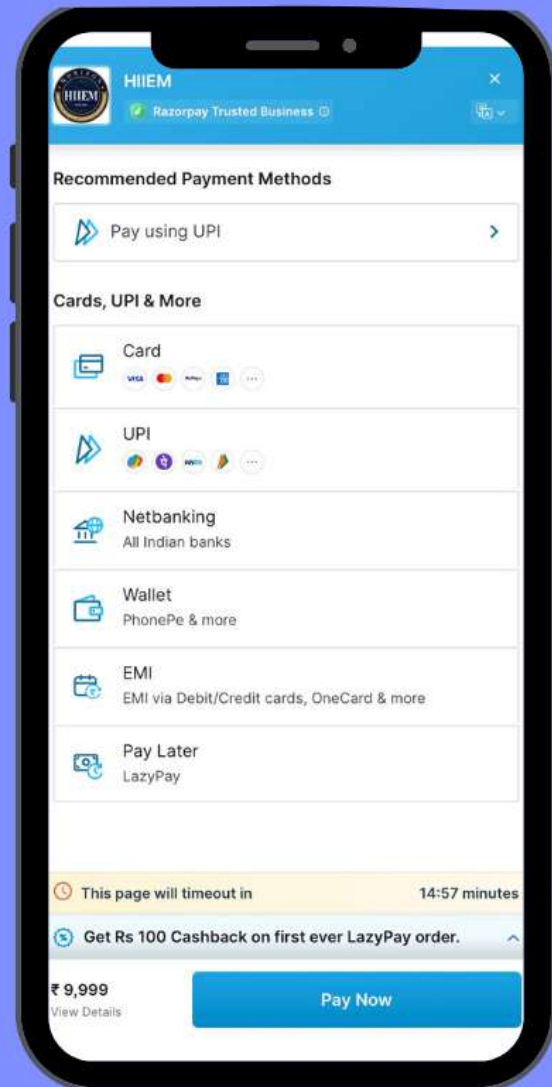 HIIEM
HIIEM
Razorpay Trusted Business
Recommended Payment Methods
Pay using UPI
Cards, UPI & More
Card
VISA
UPI
Netbanking
All Indian banks
Wallet
PhonePe & more
EMI
EMI via Debit/Credit cards, OneCard & more
Pay Later
LazyPay
This page will timeout in 14:57 minutes
Get Rs 100 Cashback on first ever LazyPay order.
₹ 9,999
View Details
Pay Now